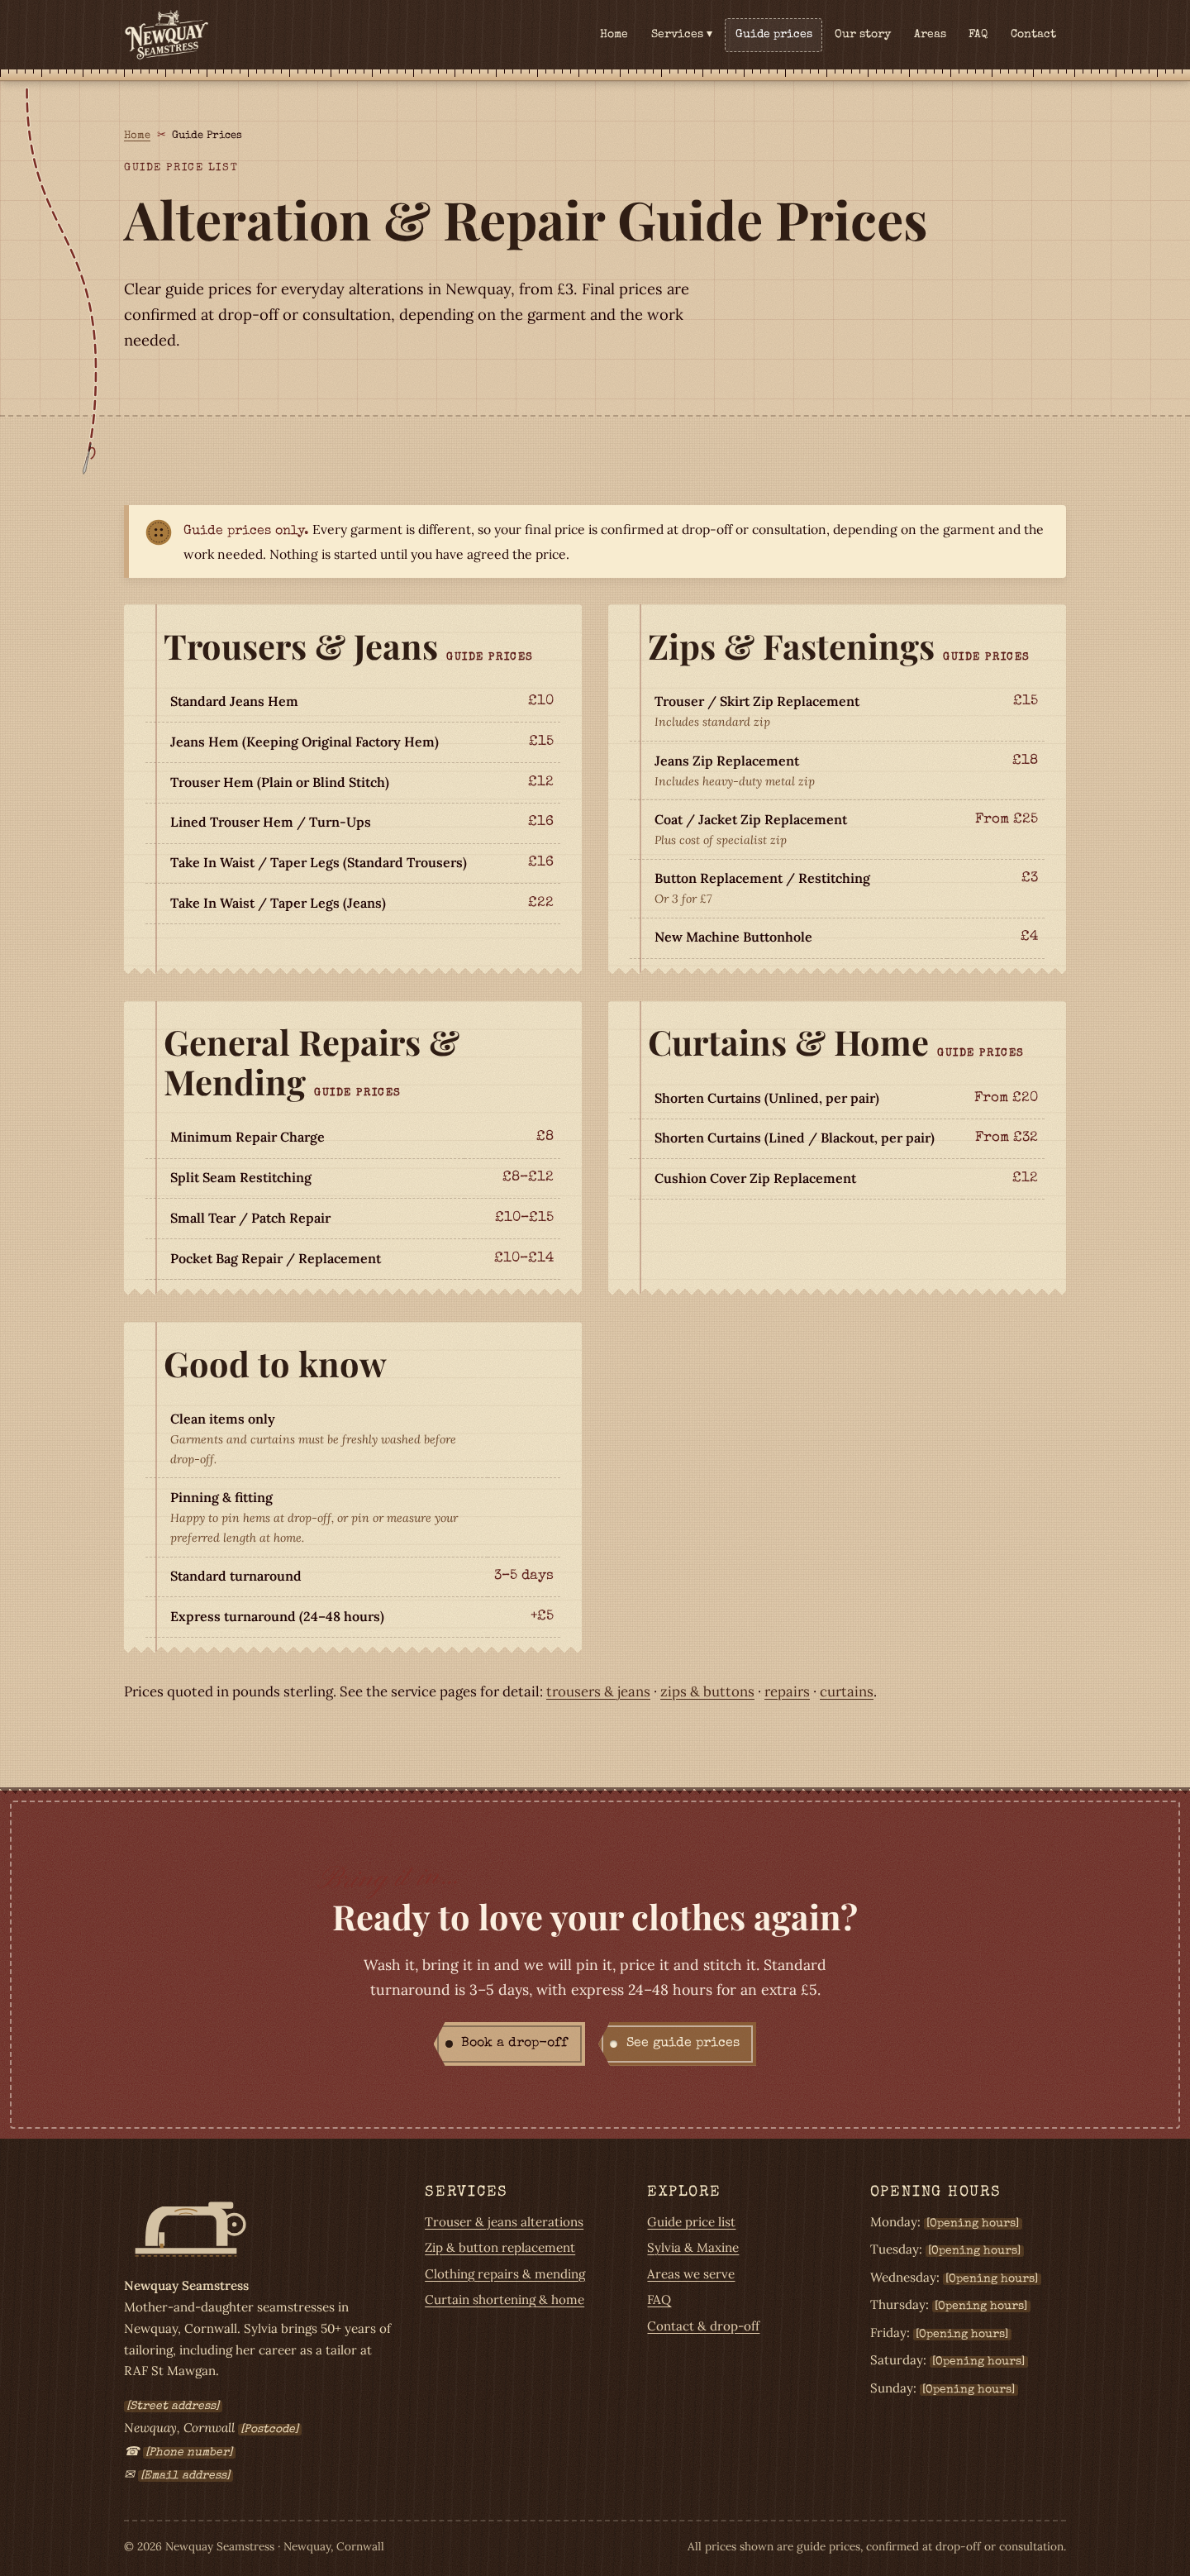 NEWQUAY
SEAMSTRESS
Home Services ▾ Guide prices Our story Areas FAQ Contact
Home ✂ Guide Prices
GUIDE PRICE LIST
Alteration & Repair Guide Prices
Clear guide prices for everyday alterations in Newquay, from £3. Final prices are
confirmed at drop-off or consultation, depending on the garment and the work
needed.
Guide prices only. Every garment is different, so your final price is confirmed at drop-off or consultation, depending on the garment and the
work needed. Nothing is started until you have agreed the price.
Trousers & Jeans GUIDE PRICES
Standard Jeans Hem £10
Jeans Hem (Keeping Original Factory Hem) £15
Trouser Hem (Plain or Blind Stitch) £12
Lined Trouser Hem / Turn-Ups £16
Take In Waist / Taper Legs (Standard Trousers) £16
Take In Waist / Taper Legs (Jeans) £22
Zips & Fastenings GUIDE PRICES
Trouser / Skirt Zip Replacement £15
Includes standard zip
Jeans Zip Replacement £18
Includes heavy-duty metal zip
Coat / Jacket Zip Replacement From £25
Plus cost of specialist zip
Button Replacement / Restitching £3
Or 3 for £7
New Machine Buttonhole £4
General Repairs &
Mending GUIDE PRICES
Minimum Repair Charge £8
Split Seam Restitching £8–£12
Small Tear / Patch Repair £10–£15
Pocket Bag Repair / Replacement £10–£14
Curtains & Home GUIDE PRICES
Shorten Curtains (Unlined, per pair) From £20
Shorten Curtains (Lined / Blackout, per pair) From £32
Cushion Cover Zip Replacement £12
Good to know
Clean items only
Garments and curtains must be freshly washed before
drop-off.
Pinning & fitting
Happy to pin hems at drop-off, or pin or measure your
preferred length at home.
Standard turnaround 3–5 days
Express turnaround (24–48 hours) +£5
Prices quoted in pounds sterling. See the service pages for detail: trousers & jeans · zips & buttons · repairs · curtains.
Ready to love your clothes again?
Wash it, bring it in and we will pin it, price it and stitch it. Standard
turnaround is 3–5 days, with express 24–48 hours for an extra £5.
Book a drop-off See guide prices
Newquay Seamstress
Mother-and-daughter seamstresses in
Newquay, Cornwall. Sylvia brings 50+ years of
tailoring, including her career as a tailor at
RAF St Mawgan.
[Street address]
Newquay, Cornwall [Postcode]
☎ [Phone number]
✉ [Email address]
SERVICES
Trouser & jeans alterations
Zip & button replacement
Clothing repairs & mending
Curtain shortening & home
EXPLORE
Guide price list
Sylvia & Maxine
Areas we serve
FAQ
Contact & drop-off
OPENING HOURS
Monday: [Opening hours]
Tuesday: [Opening hours]
Wednesday: [Opening hours]
Thursday: [Opening hours]
Friday: [Opening hours]
Saturday: [Opening hours]
Sunday: [Opening hours]
© 2026 Newquay Seamstress · Newquay, Cornwall
All prices shown are guide prices, confirmed at drop-off or consultation.